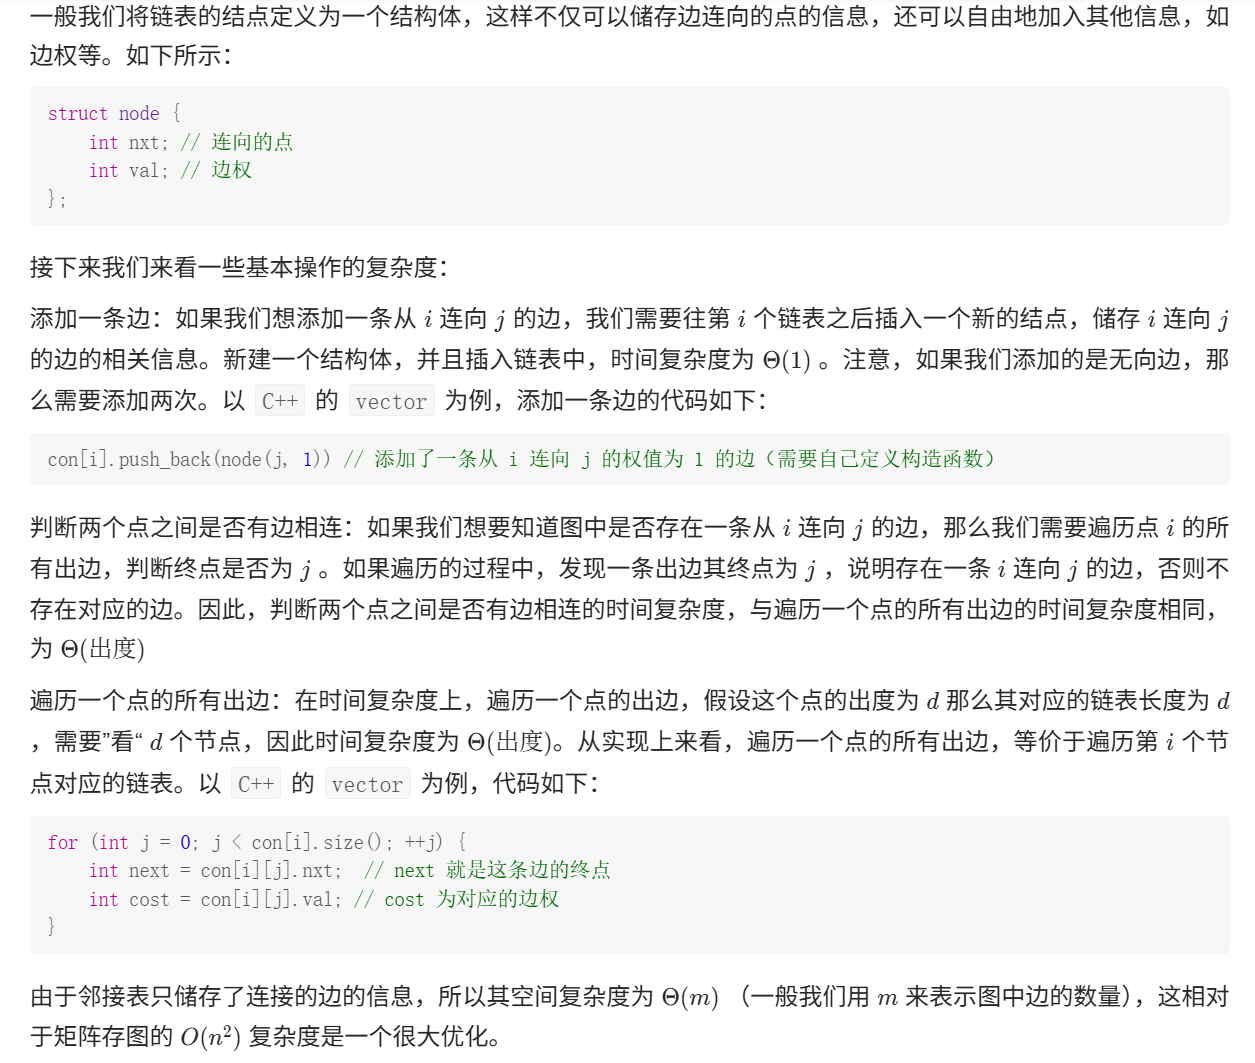 一般我们将链表的结点定义为一个结构体，这样不仅可以储存边连向的点的信息，还可以自由地加入其他信息，如
边权等。如下所示：
struct node {
    int nxt; // 连向的点
    int val; // 边权
};
接下来我们来看一些基本操作的复杂度：
添加一条边：如果我们想添加一条从 i 连向 j 的边，我们需要往第 i 个链表之后插入一个新的结点，储存 i 连向 j
的边的相关信息。新建一个结构体，并且插入链表中，时间复杂度为 Θ(1) 。注意，如果我们添加的是无向边，那
么需要添加两次。以 C++ 的 vector 为例，添加一条边的代码如下：
con[i].push_back(node(j, 1)) // 添加了一条从 i 连向 j 的权值为 1 的边（需要自己定义构造函数）
判断两个点之间是否有边相连：如果我们想要知道图中是否存在一条从 i 连向 j 的边，那么我们需要遍历点 i 的所
有出边，判断终点是否为 j 。如果遍历的过程中，发现一条出边其终点为 j ，说明存在一条 i 连向 j 的边，否则不
存在对应的边。因此，判断两个点之间是否有边相连的时间复杂度，与遍历一个点的所有出边的时间复杂度相同，
为 Θ(出度)
遍历一个点的所有出边：在时间复杂度上，遍历一个点的出边，假设这个点的出度为 d 那么其对应的链表长度为 d
，需要”看“ d 个节点，因此时间复杂度为 Θ(出度)。从实现上来看，遍历一个点的所有出边，等价于遍历第 i 个节
点对应的链表。以 C++ 的 vector 为例，代码如下：
for (int j = 0; j < con[i].size(); ++j) {
    int next = con[i][j].nxt;  // next 就是这条边的终点
    int cost = con[i][j].val; // cost 为对应的边权
}
由于邻接表只储存了连接的边的信息，所以其空间复杂度为 Θ(m) （一般我们用 m 来表示图中边的数量），这相对
于矩阵存图的 O(n²) 复杂度是一个很大优化。